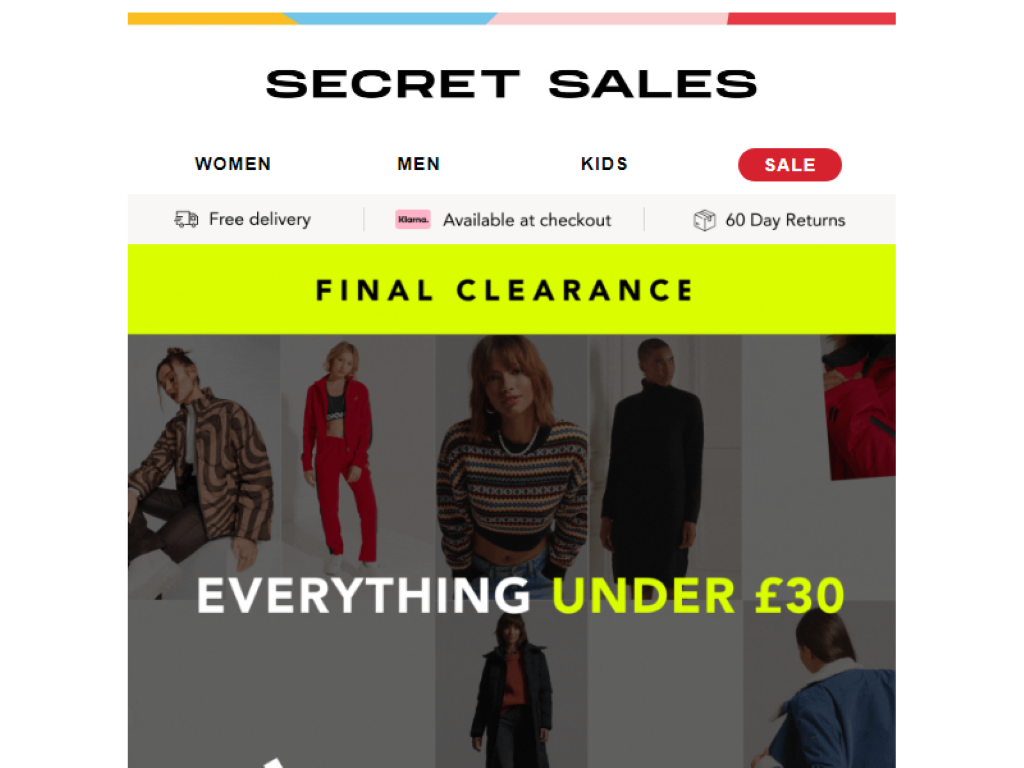 SECRET SALES
WOMEN MEN KIDS SALE
Free delivery Klarna. Available at checkout 60 Day Returns
FINAL CLEARANCE
EVERYTHING UNDER £30